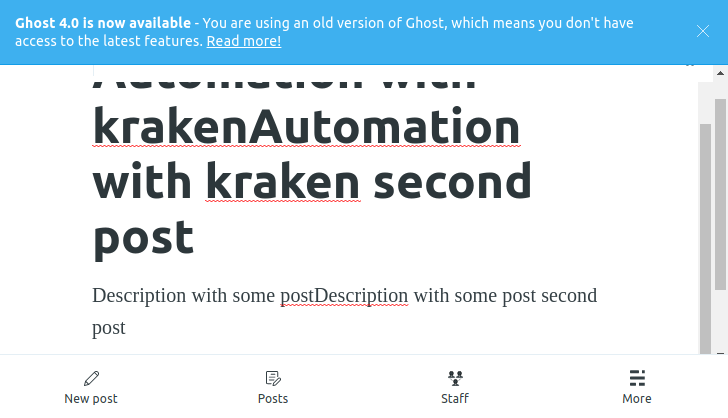 Ghost 4.0 is now available - You are using an old version of Ghost, which means you don't have
access to the latest features. Read more!
Automation with
krakenAutomation
with kraken second
post
Description with some postDescription with some post second
post
New post
Posts
Staff
More